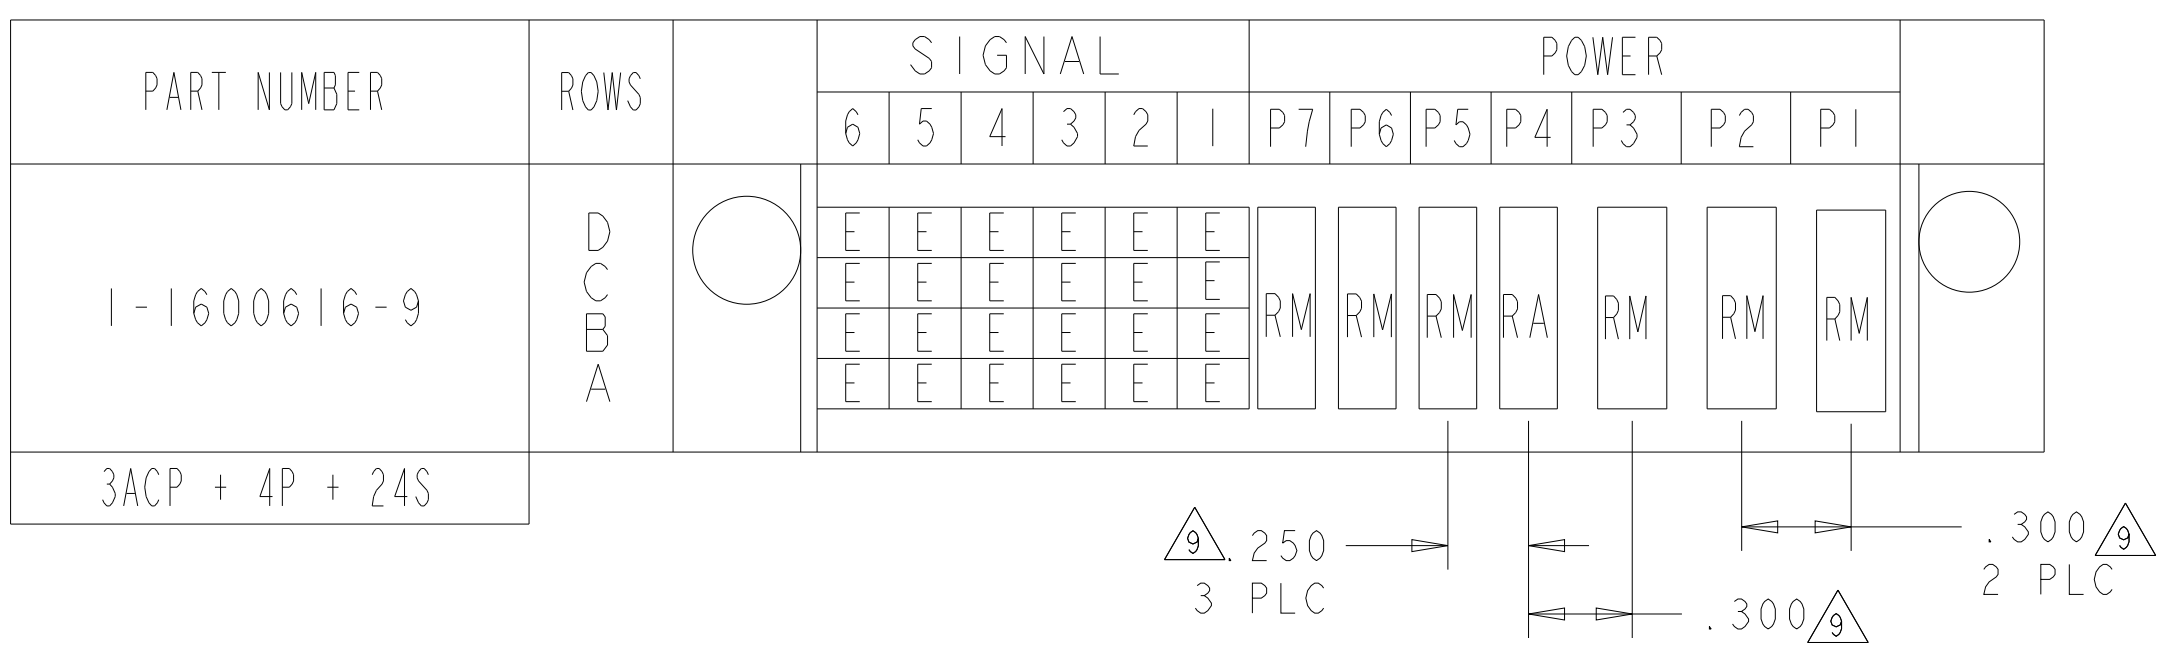 SIGNAL POWER
PART NUMBER ROWS
6 5 4 3 2 1 P7 P6 P5 P4 P3 P2 P1
D E E E E E E
C E E E E E E
1-1600616-9 RM RM RM RA RM RM RM
B E E E E E E
A E E E E E E
3ACP + 4P + 24S
9 .250
3 PLC
.300 9
2 PLC
.300 9